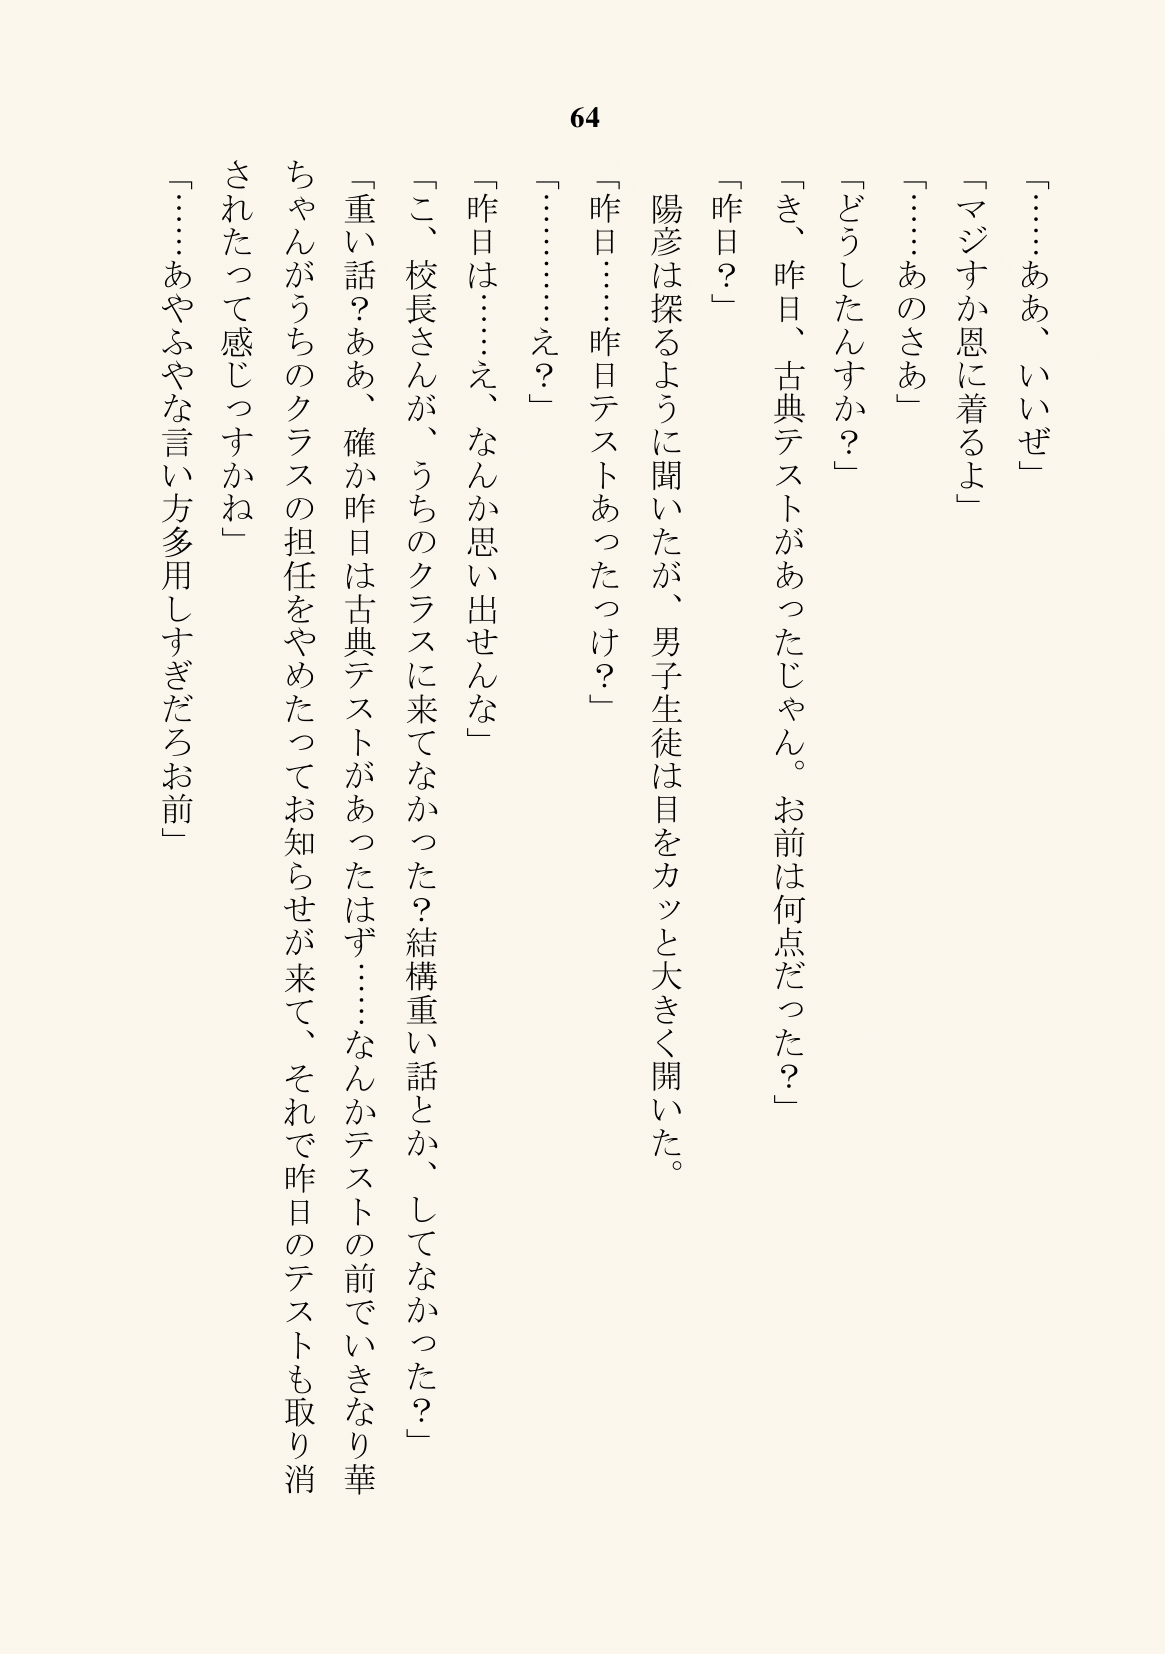 64
「……ああ、いいぜ」
「マジすか恩に着るよ」
「……あのさあ」
「どうしたんすか？」
「き、昨日、古典テストがあったじゃん。お前は何点だった？」
「昨日？」
　陽彦は探るように聞いたが、男子生徒は目をカッと大きく開いた。
「昨日……昨日テストあったっけ？」
「…………え？」
「昨日は……え、なんか思い出せんな」
「こ、校長さんが、うちのクラスに来てなかった？結構重い話とか、してなかった？」
「重い話？ああ、確か昨日は古典テストがあったはず……なんかテストの前でいきなり華
ちゃんがうちのクラスの担任をやめたってお知らせが来て、それで昨日のテストも取り消
されたって感じっすかね」
「……あやふやな言い方多用しすぎだろお前」